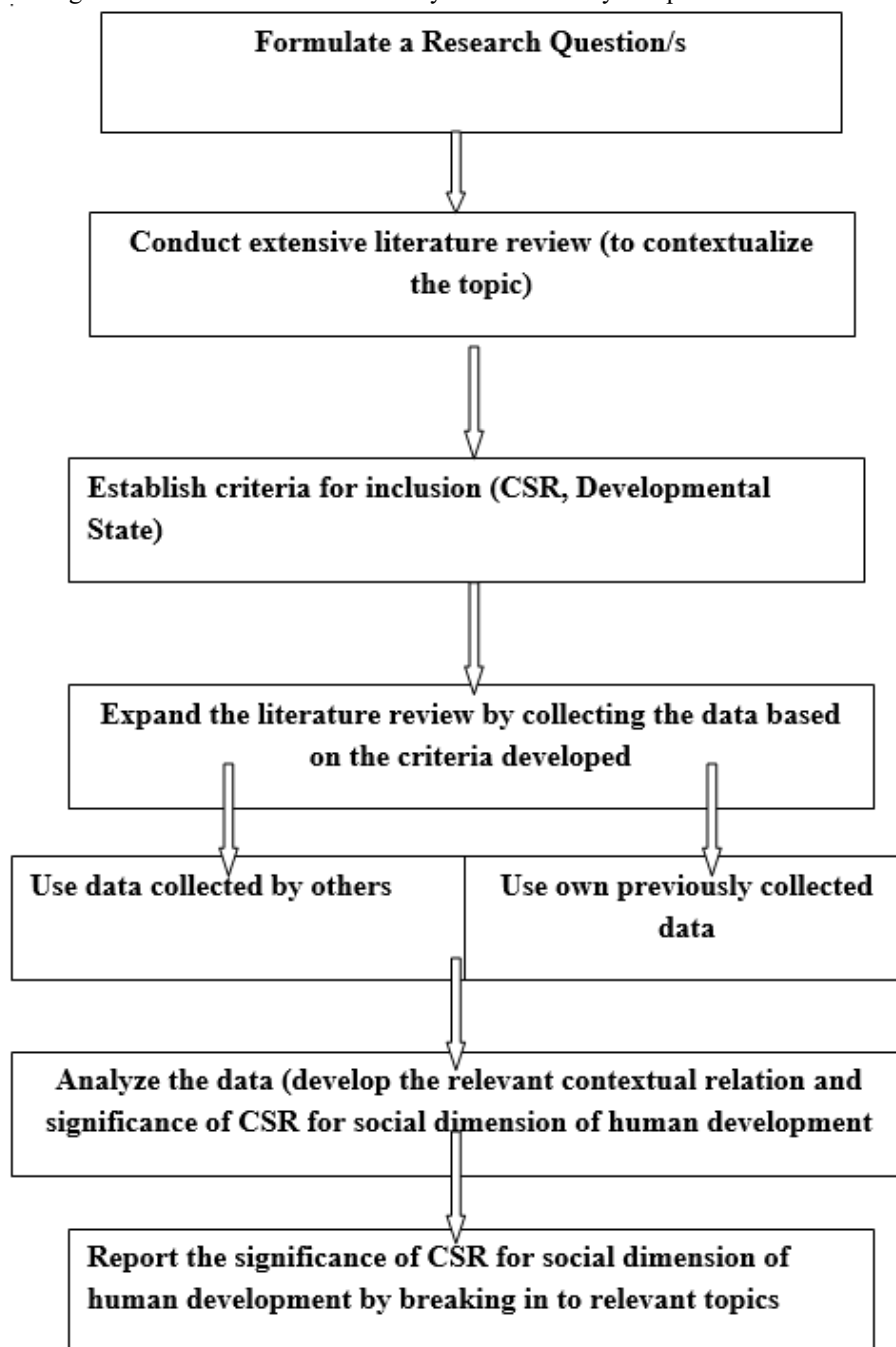 Formulate a Research Question/s
Conduct extensive literature review (to contextualize
the topic)
Establish criteria for inclusion (CSR, Developmental
State)
Expand the literature review by collecting the data based
on the criteria developed
Use data collected by others
Use own previously collected
data
Analyze the data (develop the relevant contextual relation and
significance of CSR for social dimension of human development
Report the significance of CSR for social dimension of
human development by breaking in to relevant topics